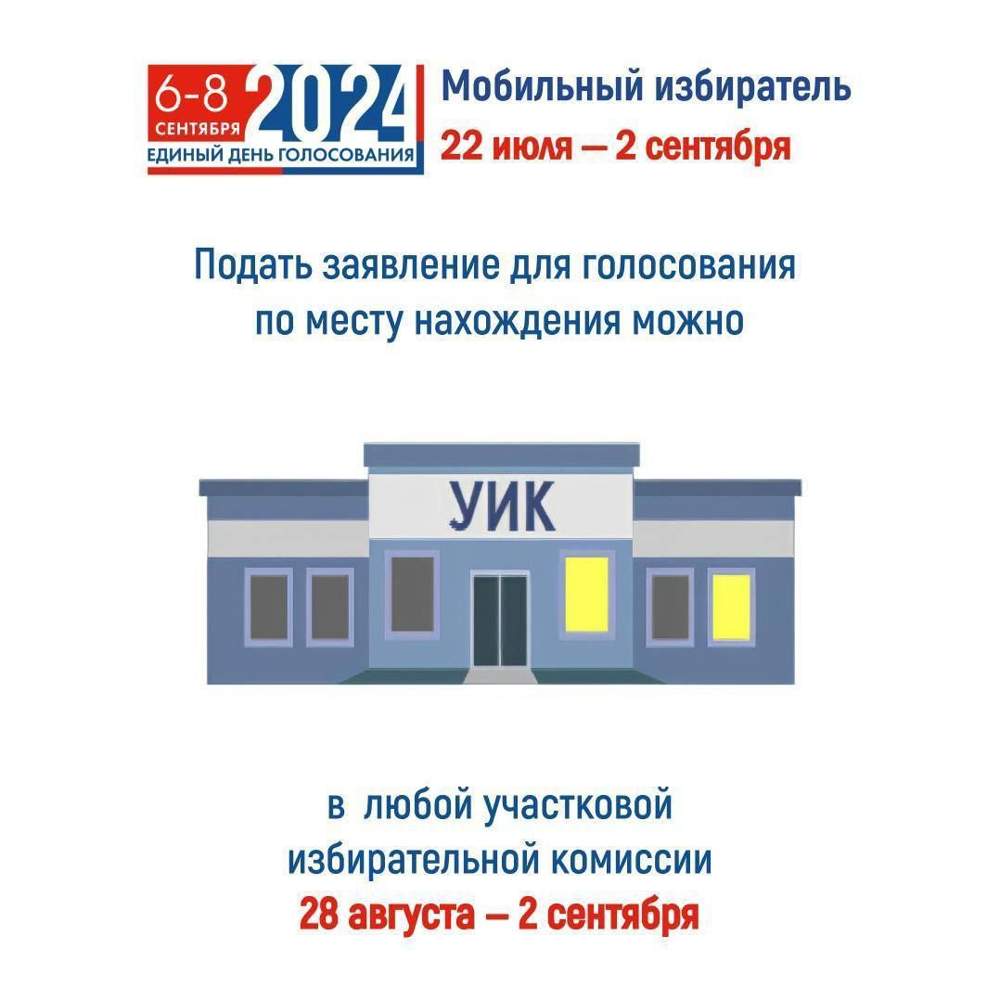 6-8
СЕНТЯБРЯ
2024
ЕДИНЫЙ ДЕНЬ ГОЛОСОВАНИЯ
Мобильный избиратель
22 июля – 2 сентября
Подать заявление для голосования
по месту нахождения можно
УИК
в любой участковой
избирательной комиссии
28 августа – 2 сентября